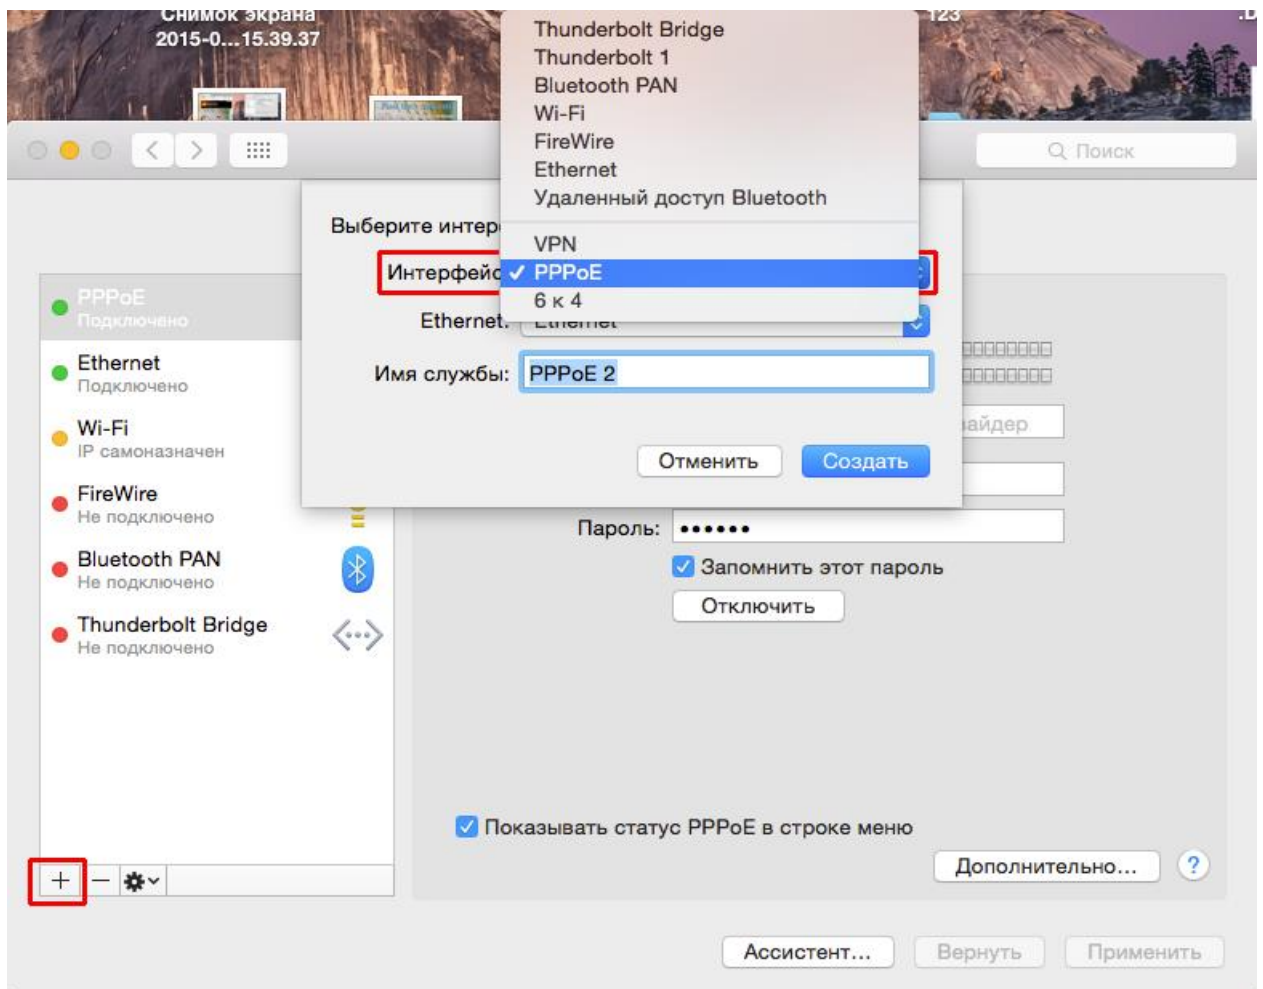 Снимок экрана
2015-0...15.39.37
123
Thunderbolt Bridge
Thunderbolt 1
Bluetooth PAN
Wi-Fi
FireWire
Ethernet
Удаленный доступ Bluetooth
VPN
✓ PPPoE
6 к 4
Поиск
Выберите интер
Интерфейс
Ethernet: Ethernet
Имя службы: PPPoE 2
Отменить Создать
PPPoE
Подключено
Ethernet
Подключено
Wi-Fi
IP самоназначен
FireWire
Не подключено
Bluetooth PAN
Не подключено
Thunderbolt Bridge
Не подключено
айдер
Пароль: ••••••
Запомнить этот пароль
Отключить
Показывать статус PPPoE в строке меню
Дополнительно... ?
Ассистент... Вернуть Применить